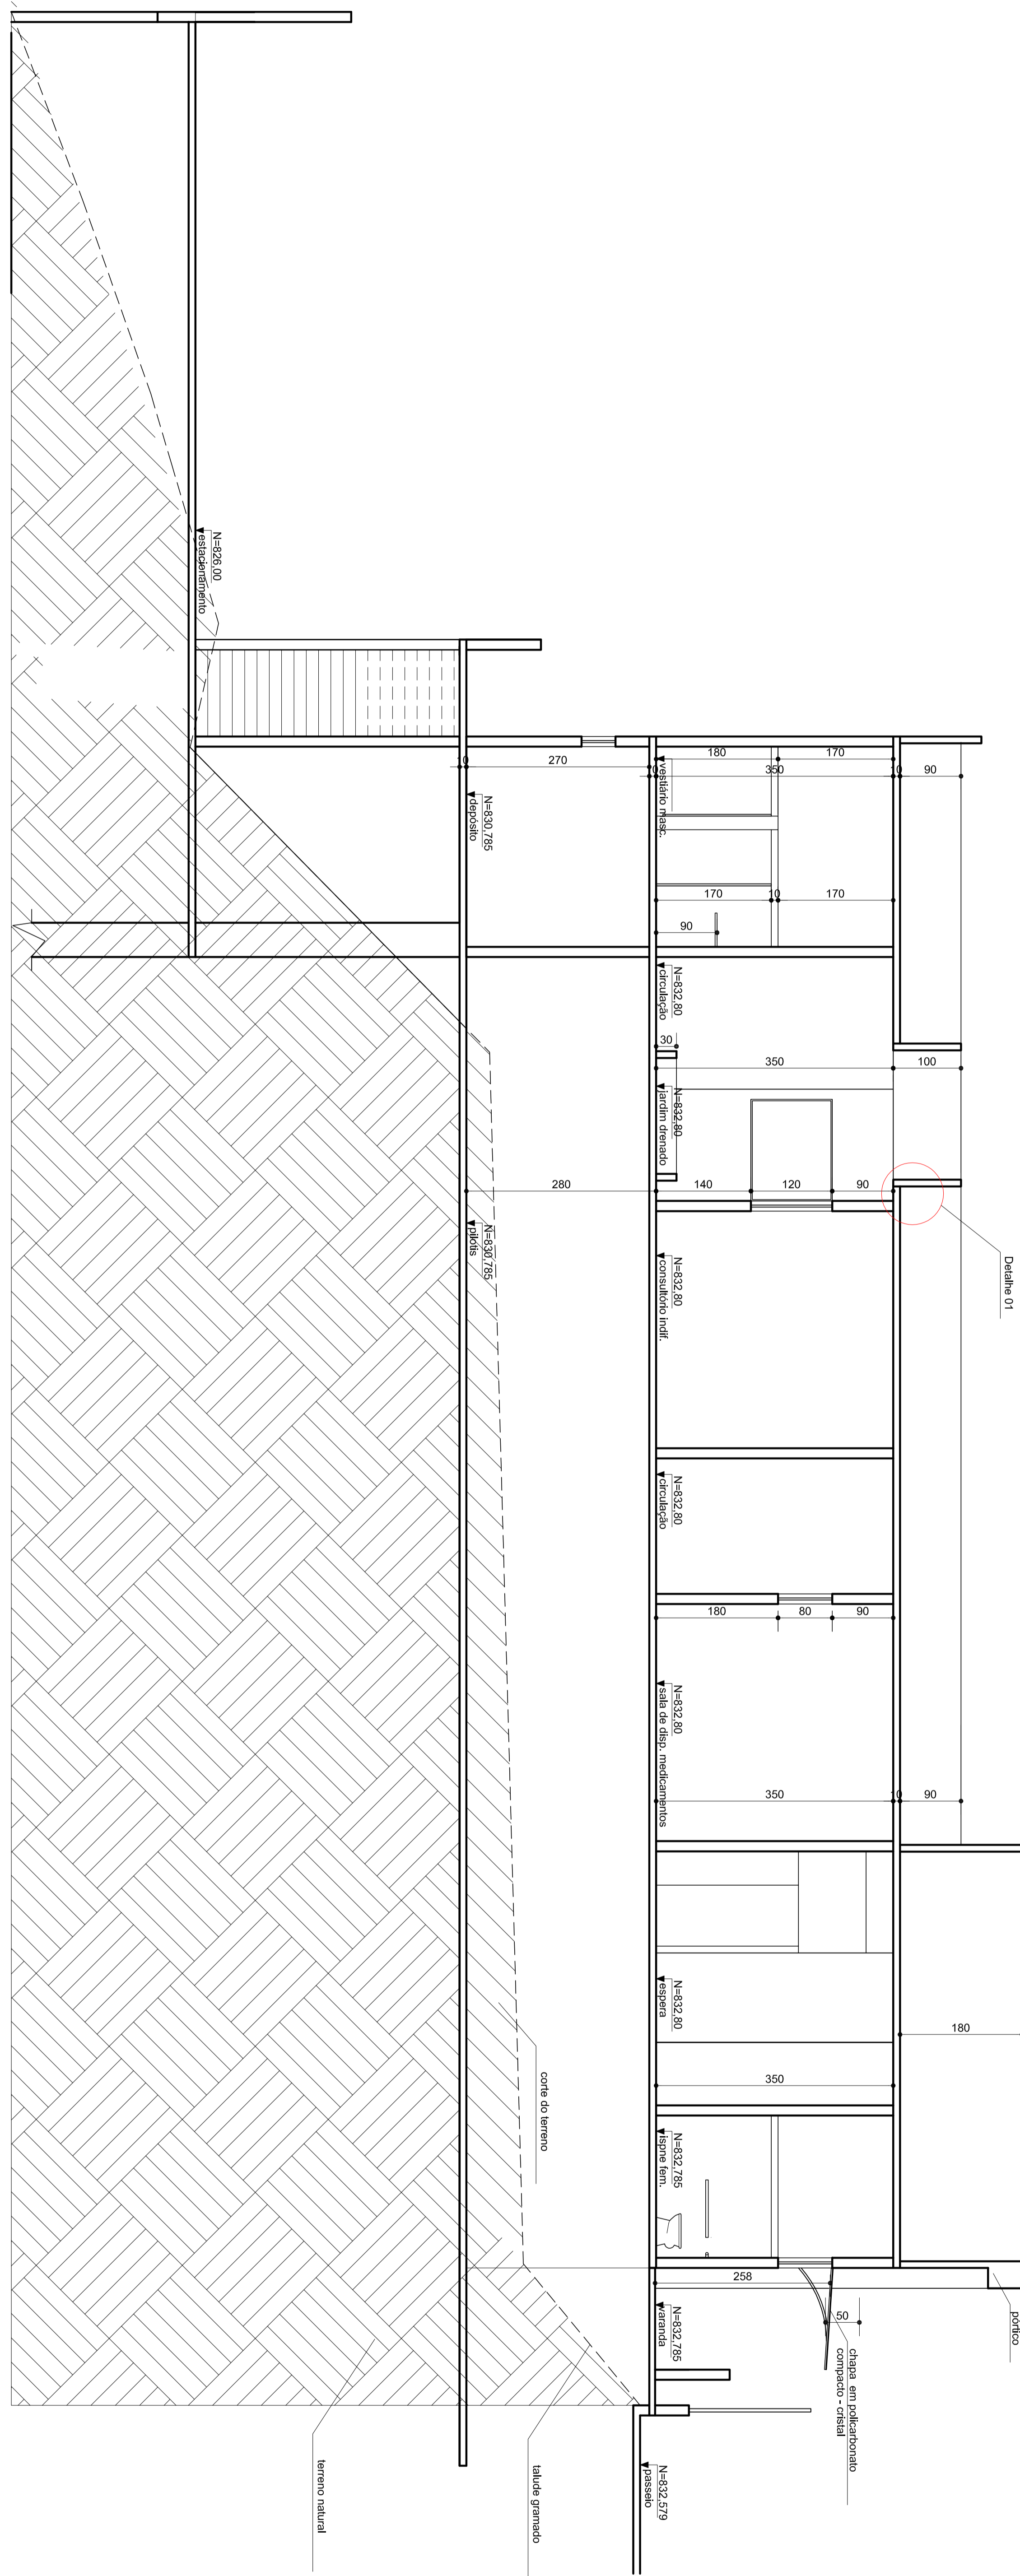 N=826,00
estacionamento
10
270
10
180
170
350
10
90
vestiário masc.
N=830,785
depósito
170
10
170
90
N=832,80
circulação
30
350
100
N=832,80
jardim drenado
280
140
120
90
N=830,785
pilotis
N=832,80
consultório indif.
Detalhe 01
N=832,80
circulação
180
80
90
N=832,80
sala de disp. medicamentos
350
10
90
N=832,80
espera
180
350
corte do terreno
N=832,785
ispne fem.
258
50
N=832,785
varanda
pórtico
chapa em policarbonato
compacto - cristal
N=832,579
passeio
talude gramado
terreno natural